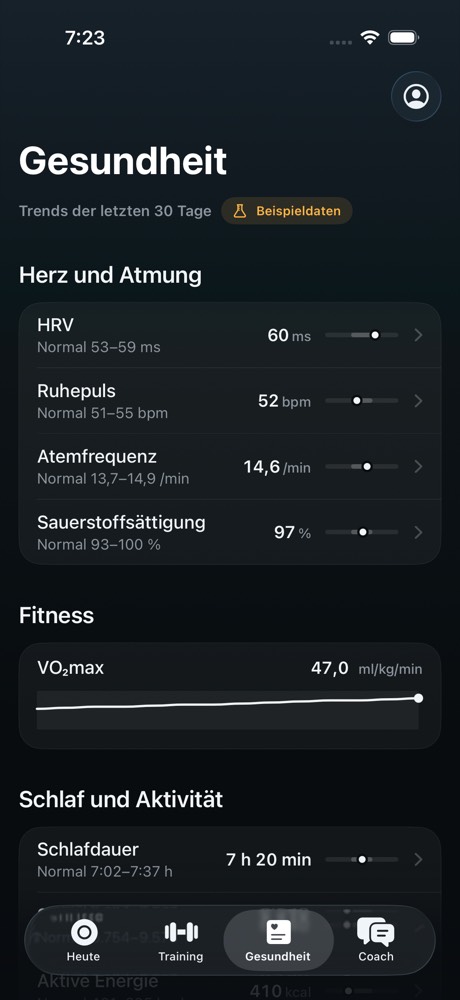 7:23
Gesundheit
Trends der letzten 30 Tage Beispieldaten
Herz und Atmung
HRV 60 ms
Normal 53–59 ms
Ruhepuls 52 bpm
Normal 51–55 bpm
Atemfrequenz 14,6 /min
Normal 13,7–14,9 /min
Sauerstoffsättigung 97 %
Normal 93–100 %
Fitness
VO₂max 47,0 ml/kg/min
Schlaf und Aktivität
Schlafdauer 7 h 20 min
Normal 7:02–7:37 h
Heute Training Gesundheit Coach
Aktive Energie 410 kcal